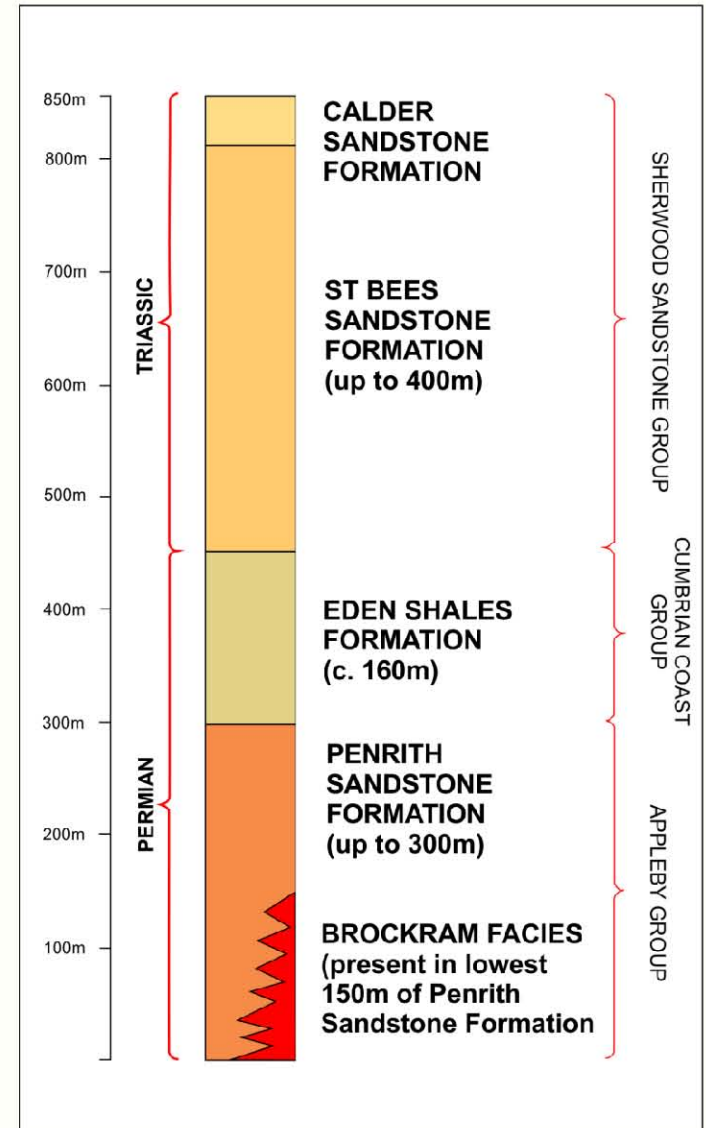 850m
800m
700m
600m
500m
400m
300m
200m
100m
TRIASSIC
PERMIAN
CALDER
SANDSTONE
FORMATION
ST BEES
SANDSTONE
FORMATION
(up to 400m)
EDEN SHALES
FORMATION
(c. 160m)
PENRITH
SANDSTONE
FORMATION
(up to 300m)
BROCKRAM FACIES
(present in lowest
150m of Penrith
Sandstone Formation
SHERWOOD SANDSTONE GROUP
CUMBRIAN COAST
GROUP
APPLEBY GROUP